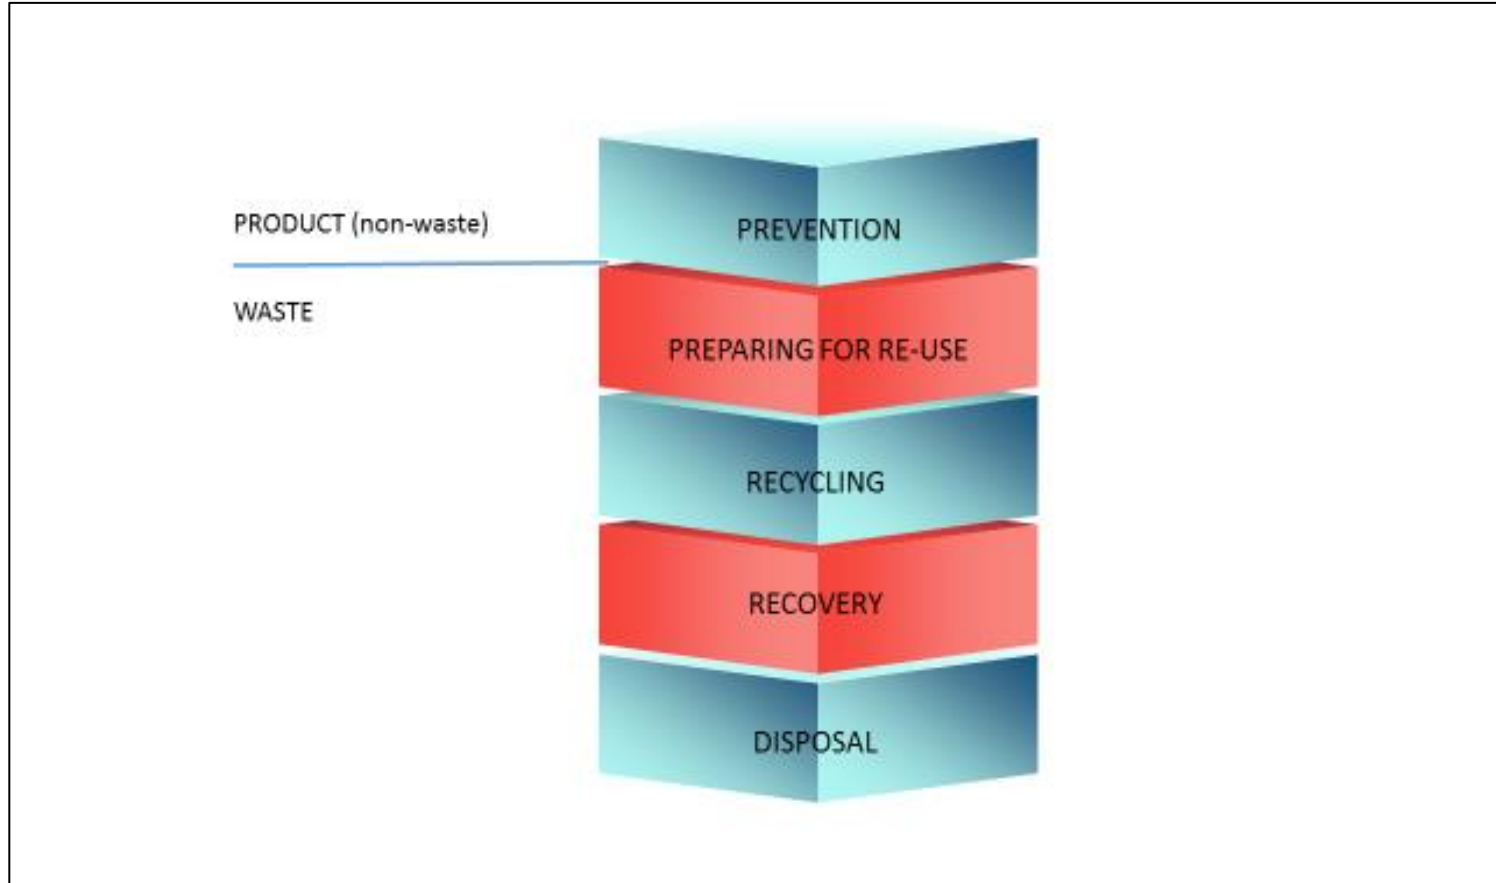 PRODUCT (non-waste)
WASTE
PREVENTION
PREPARING FOR RE-USE
RECYCLING
RECOVERY
DISPOSAL